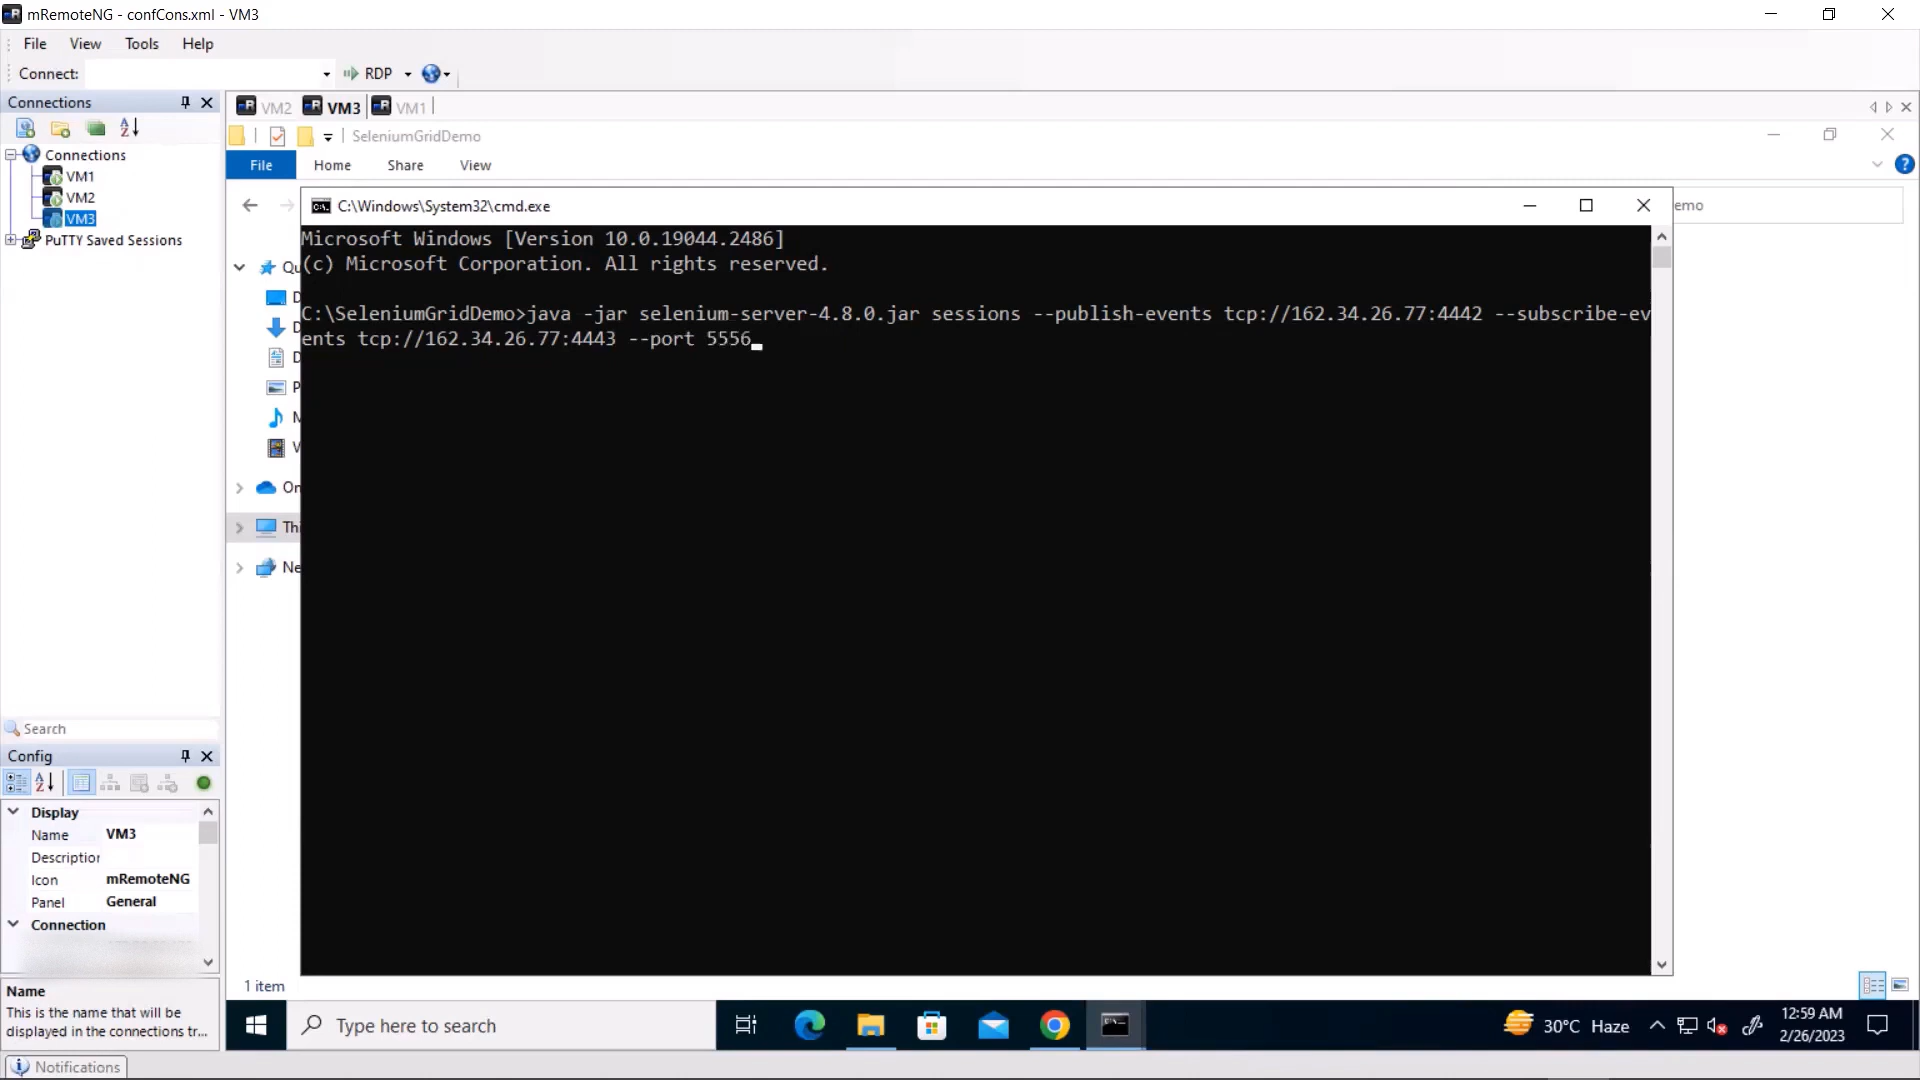 mRemoteNG - confCons.xml - VM3
File View Tools Help
Connect: RDP
Connections
VM2 VM3 VM1
SeleniumGridDemo
File Home Share View
Connections
VM1
VM2
VM3
PuTTY Saved Sessions
emo
C:\Windows\System32\cmd.exe
Microsoft Windows [Version 10.0.19044.2486]
(c) Microsoft Corporation. All rights reserved.
C:\SeleniumGridDemo>java -jar selenium-server-4.8.0.jar sessions --publish-events tcp://162.34.26.77:4442 --subscribe-ev
ents tcp://162.34.26.77:4443 --port 5556
Qu
D
D
D
P
M
V
On
Thi
Ne
Search
Config
Display
Name VM3
Description
Icon mRemoteNG
Panel General
Connection
Name
This is the name that will be
displayed in the connections tr...
1 item
Type here to search
30°C Haze
12:59 AM
2/26/2023
Notifications